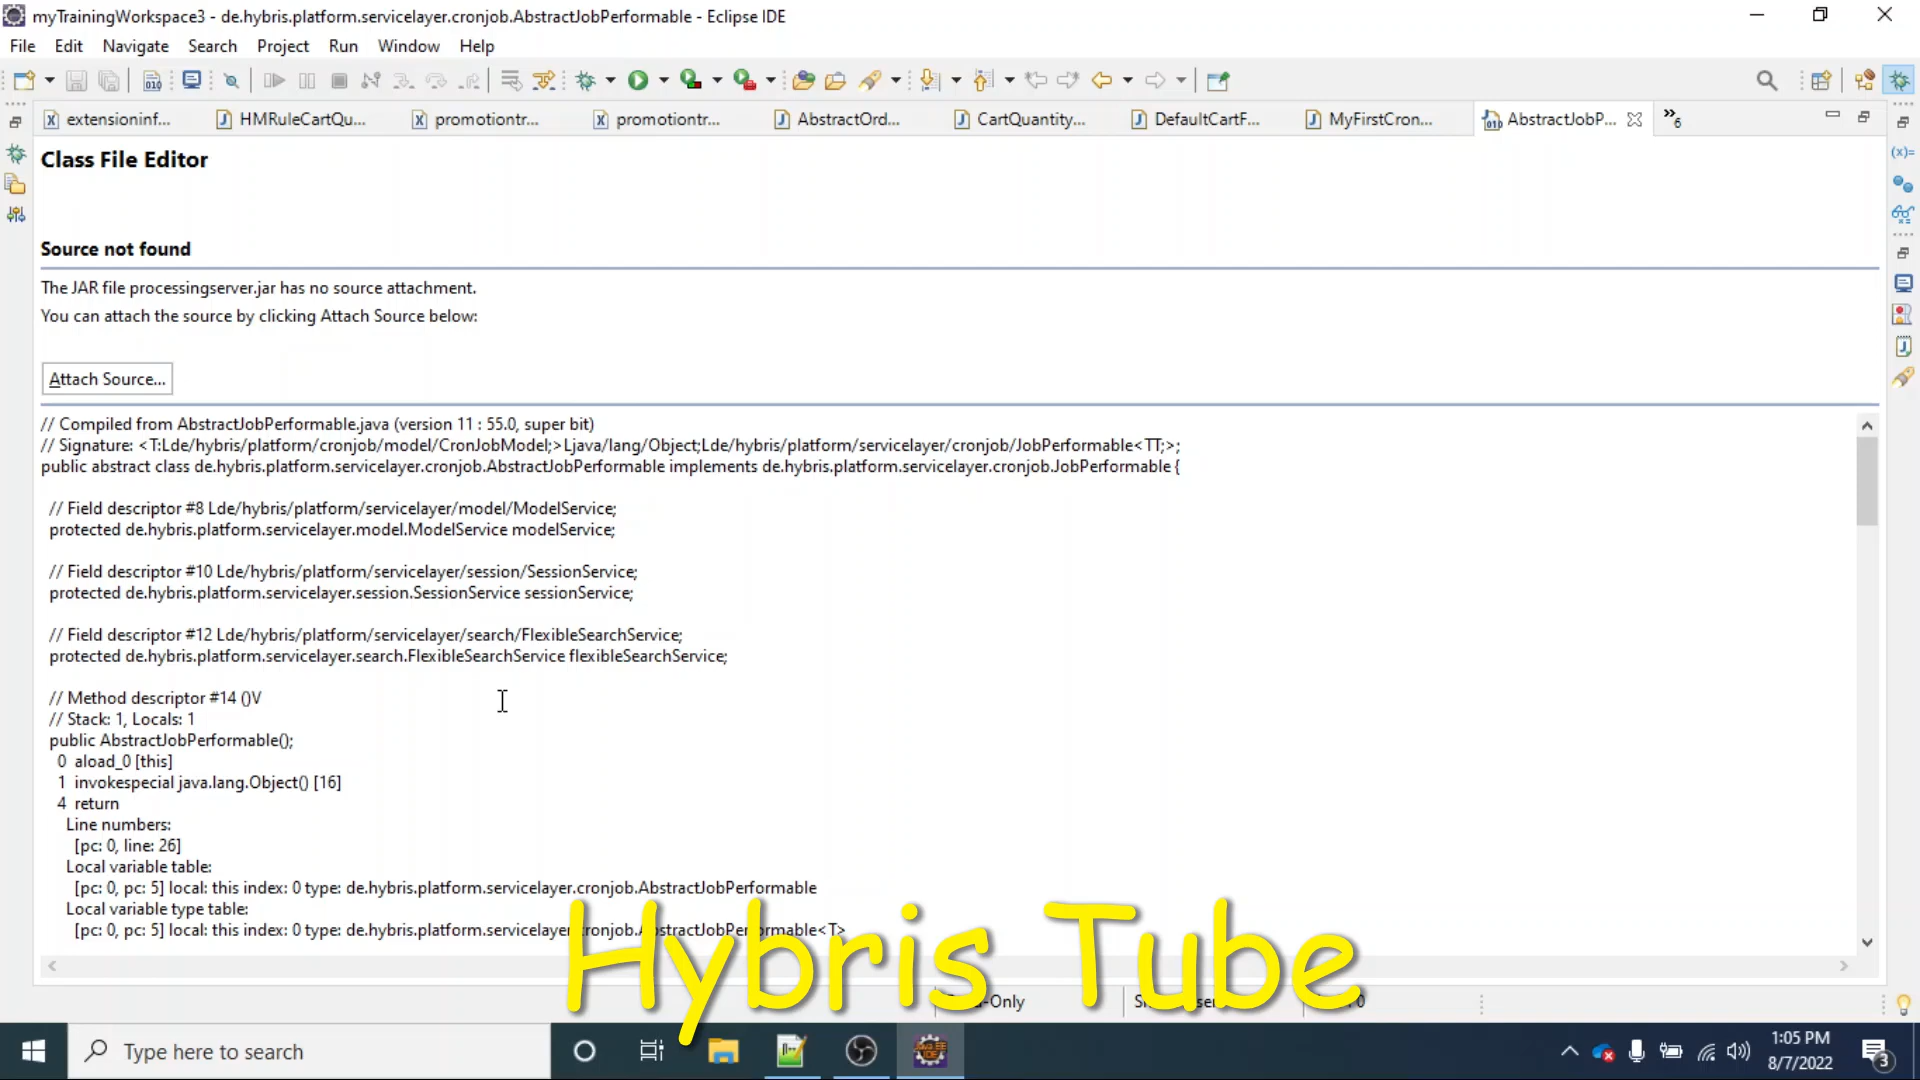 myTrainingWorkspace3 - de.hybris.platform.servicelayer.cronjob.AbstractJobPerformable - Eclipse IDE
File Edit Navigate Search Project Run Window Help
extensioninf... HMRuleCartQu... promotiontr... promotiontr... AbstractOrd... CartQuantity... DefaultCartF... MyFirstCron... AbstractJobP... »6
Class File Editor
Source not found
The JAR file processingserver.jar has no source attachment.
You can attach the source by clicking Attach Source below:
Attach Source...
// Compiled from AbstractJobPerformable.java (version 11 : 55.0, super bit)
// Signature: <T:Lde/hybris/platform/cronjob/model/CronJobModel;>Ljava/lang/Object;Lde/hybris/platform/servicelayer/cronjob/JobPerformable<TT;>;
public abstract class de.hybris.platform.servicelayer.cronjob.AbstractJobPerformable implements de.hybris.platform.servicelayer.cronjob.JobPerformable {
// Field descriptor #8 Lde/hybris/platform/servicelayer/model/ModelService;
protected de.hybris.platform.servicelayer.model.ModelService modelService;
// Field descriptor #10 Lde/hybris/platform/servicelayer/session/SessionService;
protected de.hybris.platform.servicelayer.session.SessionService sessionService;
// Field descriptor #12 Lde/hybris/platform/servicelayer/search/FlexibleSearchService;
protected de.hybris.platform.servicelayer.search.FlexibleSearchService flexibleSearchService;
// Method descriptor #14 ()V
// Stack: 1, Locals: 1
public AbstractJobPerformable();
0 aload_0 [this]
1 invokespecial java.lang.Object() [16]
4 return
Line numbers:
[pc: 0, line: 26]
Local variable table:
[pc: 0, pc: 5] local: this index: 0 type: de.hybris.platform.servicelayer.cronjob.AbstractJobPerformable
Local variable type table:
[pc: 0, pc: 5] local: this index: 0 type: de.hybris.platform.servicelayer.cronjob.AbstractJobPerformable<T>
Hybris Tube
Type here to search
1:05 PM
8/7/2022
3